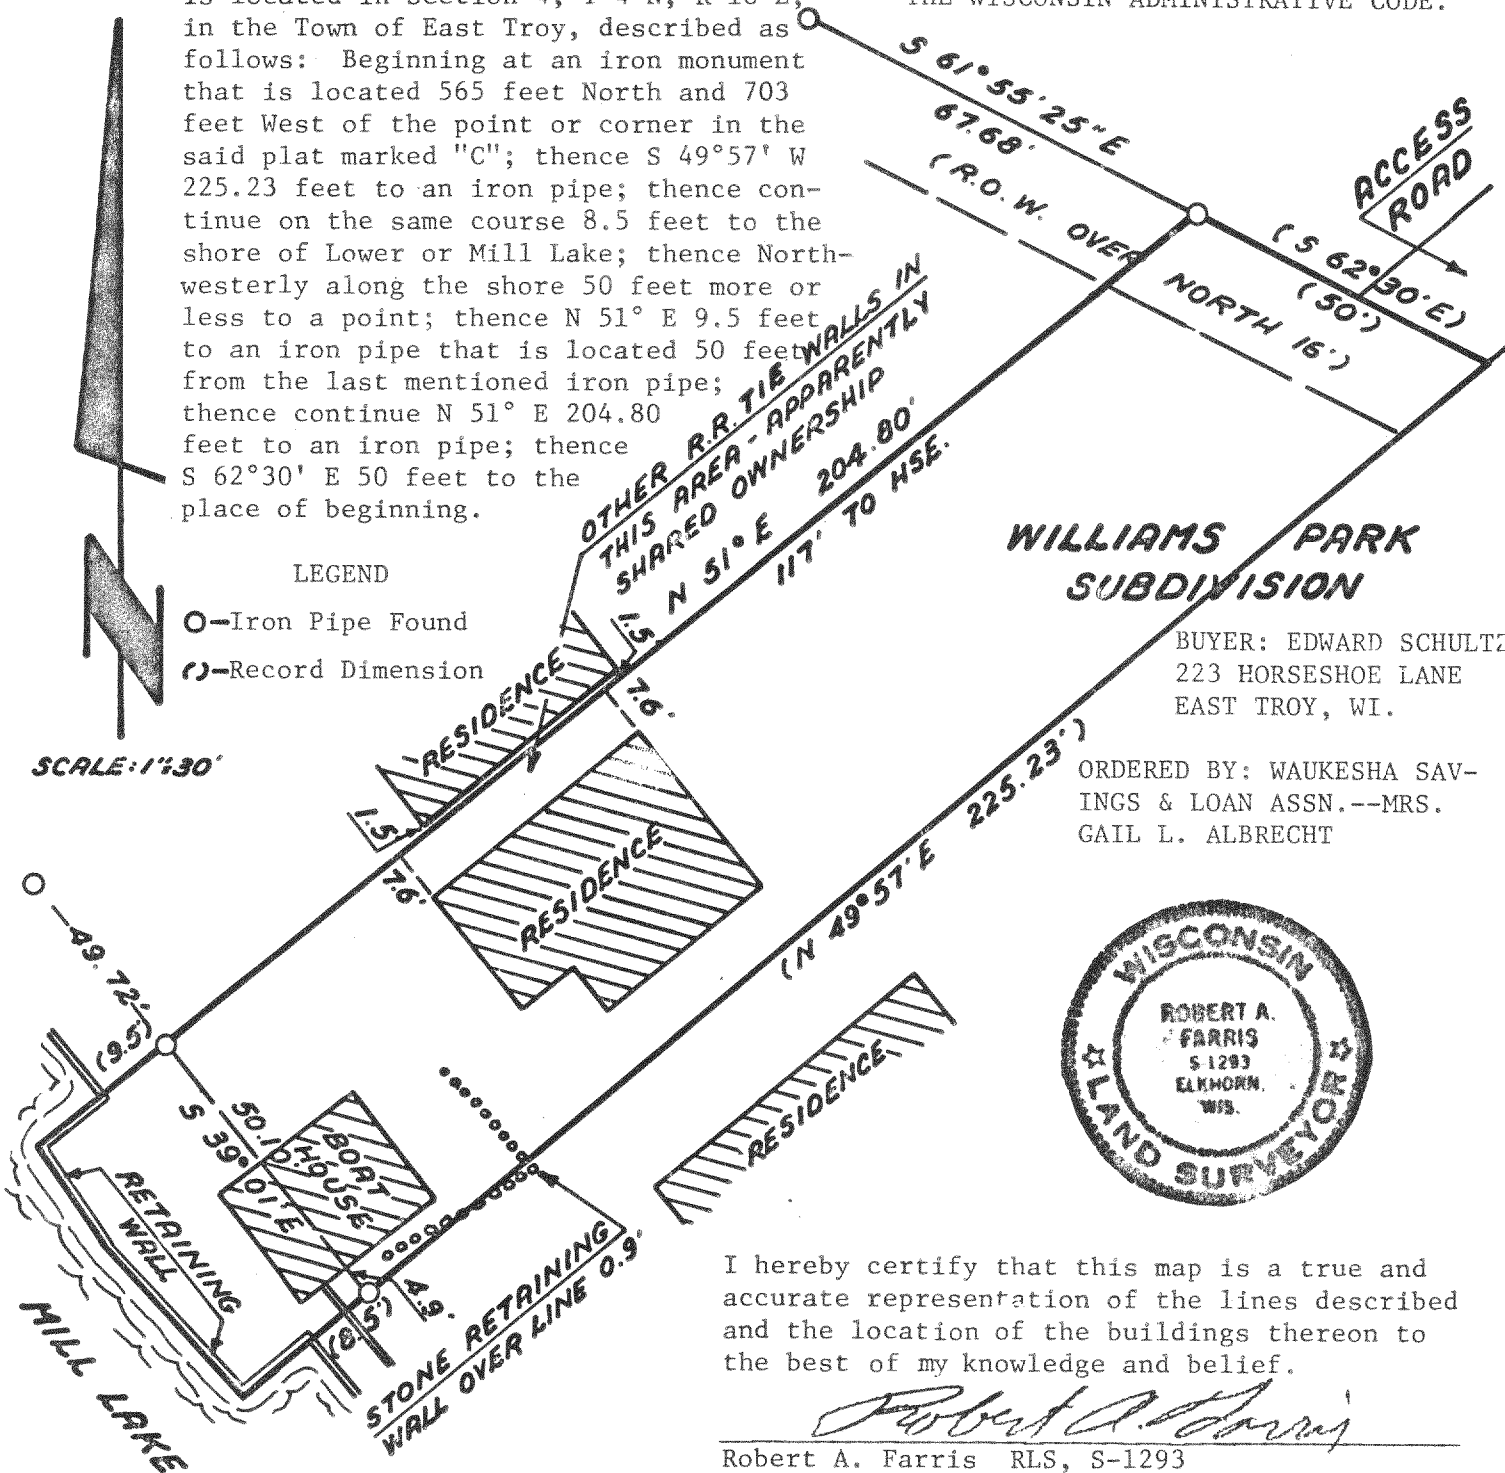 in the Town of East Troy, described as
follows: Beginning at an iron monument
that is located 565 feet North and 703
feet West of the point or corner in the
said plat marked "C"; thence S 49°57' W
225.23 feet to an iron pipe; thence con-
tinue on the same course 8.5 feet to the
shore of Lower or Mill Lake; thence North-
westerly along the shore 50 feet more or
less to a point; thence N 51° E 9.5 feet
to an iron pipe that is located 50 feet
from the last mentioned iron pipe;
thence continue N 51° E 204.80
feet to an iron pipe; thence
S 62°30' E 50 feet to the
place of beginning.
THE WISCONSIN ADMINISTRATIVE CODE.
S 61°55'25"E
67.68'
(R.O.W. OVER
NORTH 16')
ACCESS
ROAD
(S 62°30'E)
(50')
OTHER R.R. TIE WALLS IN
THIS AREA - APPARENTLY
SHARED OWNERSHIP
N 51° E 204.80'
117' TO HSE.
LEGEND
O-Iron Pipe Found
()-Record Dimension
SCALE: 1"=30'
WILLIAMS PARK
SUBDIVISION
BUYER: EDWARD SCHULTZ
223 HORSESHOE LANE
EAST TROY, WI.
ORDERED BY: WAUKESHA SAV-
INGS & LOAN ASSN.--MRS.
GAIL L. ALBRECHT
RESIDENCE
1.5'
7.6'
1.5'
7.6'
RESIDENCE
(N 49°57' E 225.23')
RESIDENCE
49.72'
(9.5')
50.10'
S 39°01'E
BOAT
HOUSE
RETAINING
WALL
4.9'
(8.5')
MILL LAKE
STONE RETAINING
WALL OVER LINE 0.9'
WISCONSIN
LAND SURVEYOR
ROBERT A.
FARRIS
S-1293
ELKHORN,
WIS.
I hereby certify that this map is a true and
accurate representation of the lines described
and the location of the buildings thereon to
the best of my knowledge and belief.
Robert A. Farris
Robert A. Farris RLS, S-1293